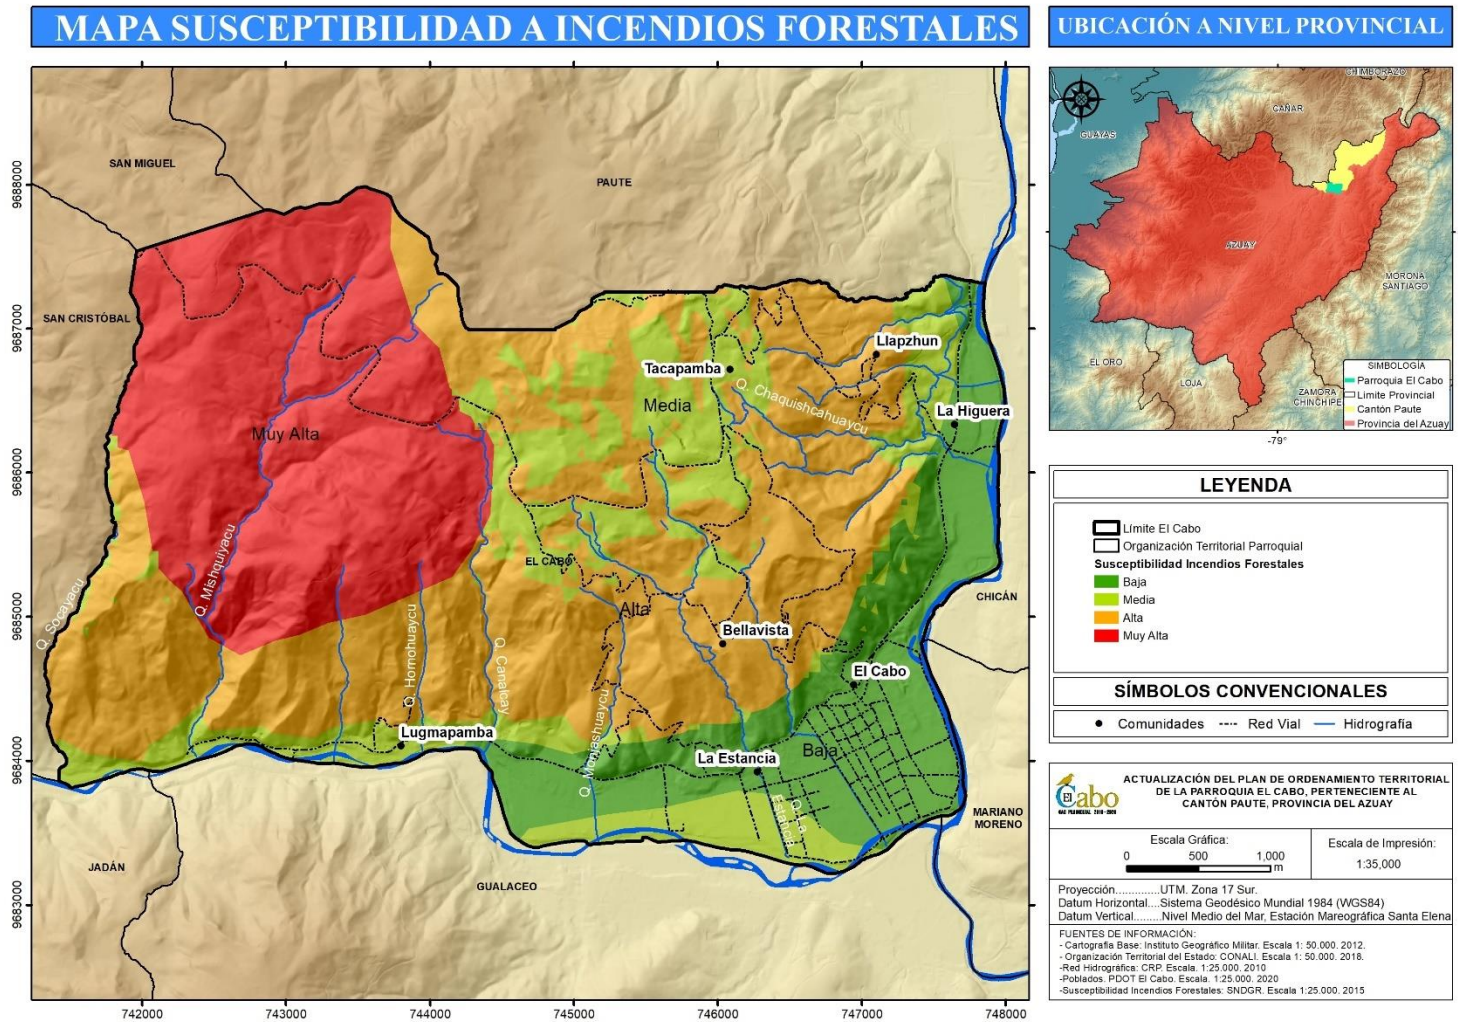 MAPA SUSCEPTIBILIDAD A INCENDIOS FORESTALES
742000
743000
744000
745000
746000
747000
748000
9688000
9687000
9686000
9685000
9684000
9683000
SAN MIGUEL
PAUTE
SAN CRISTÓBAL
Llapzhun
Tacapamba
Q. Chaquishcahuaycu
Media
La Higuera
Muy Alta
Q. Mishquiyacu
EL CABO
Q. Socayacu
CHICÁN
Alta
Bellavista
Q. Canalcay
El Cabo
Lugmapamba
Q. Monjashuaycu
La Estancia
Baja
Q. La
Estancia
MARIANO
MORENO
JADÁN
GUALACEO
742000
743000
744000
745000
746000
747000
748000
UBICACIÓN A NIVEL PROVINCIAL
CHIMBORAZO
CAÑAR
GUAYAS
AZUAY
MORONA
SANTIAGO
EL ORO
LOJA
ZAMORA
CHINCHIPE
SIMBOLOGÍA
Parroquia El Cabo
Límite Provincial
Cantón Paute
Provincia del Azuay
-79°
LEYENDA
Límite El Cabo
Organización Territorial Parroquial
Susceptibilidad Incendios Forestales
Baja
Media
Alta
Muy Alta
SÍMBOLOS CONVENCIONALES
Comunidades
Red Vial
Hidrografía
El Cabo
ACTUALIZACIÓN DEL PLAN DE ORDENAMIENTO TERRITORIAL
DE LA PARROQUIA EL CABO, PERTENECIENTE AL
CANTÓN PAUTE, PROVINCIA DEL AZUAY
Escala Gráfica:
0 500 1,000
m
Escala de Impresión:
1:35,000
Proyección.............UTM. Zona 17 Sur.
Datum Horizontal....Sistema Geodésico Mundial 1984 (WGS84)
Datum Vertical.........Nivel Medio del Mar, Estación Mareográfica Santa Elena
FUENTES DE INFORMACIÓN:
- Cartografía Base: Instituto Geográfico Militar. Escala 1: 50.000. 2012.
- Organización Territorial del Estado: CONALI. Escala 1: 50.000. 2018.
-Red Hidrográfica: CRP. Escala. 1:25.000. 2010
-Poblados. PDOT El Cabo. Escala. 1:25.000. 2020
-Susceptibilidad Incendios Forestales: SNDGR. Escala 1:25.000. 2015